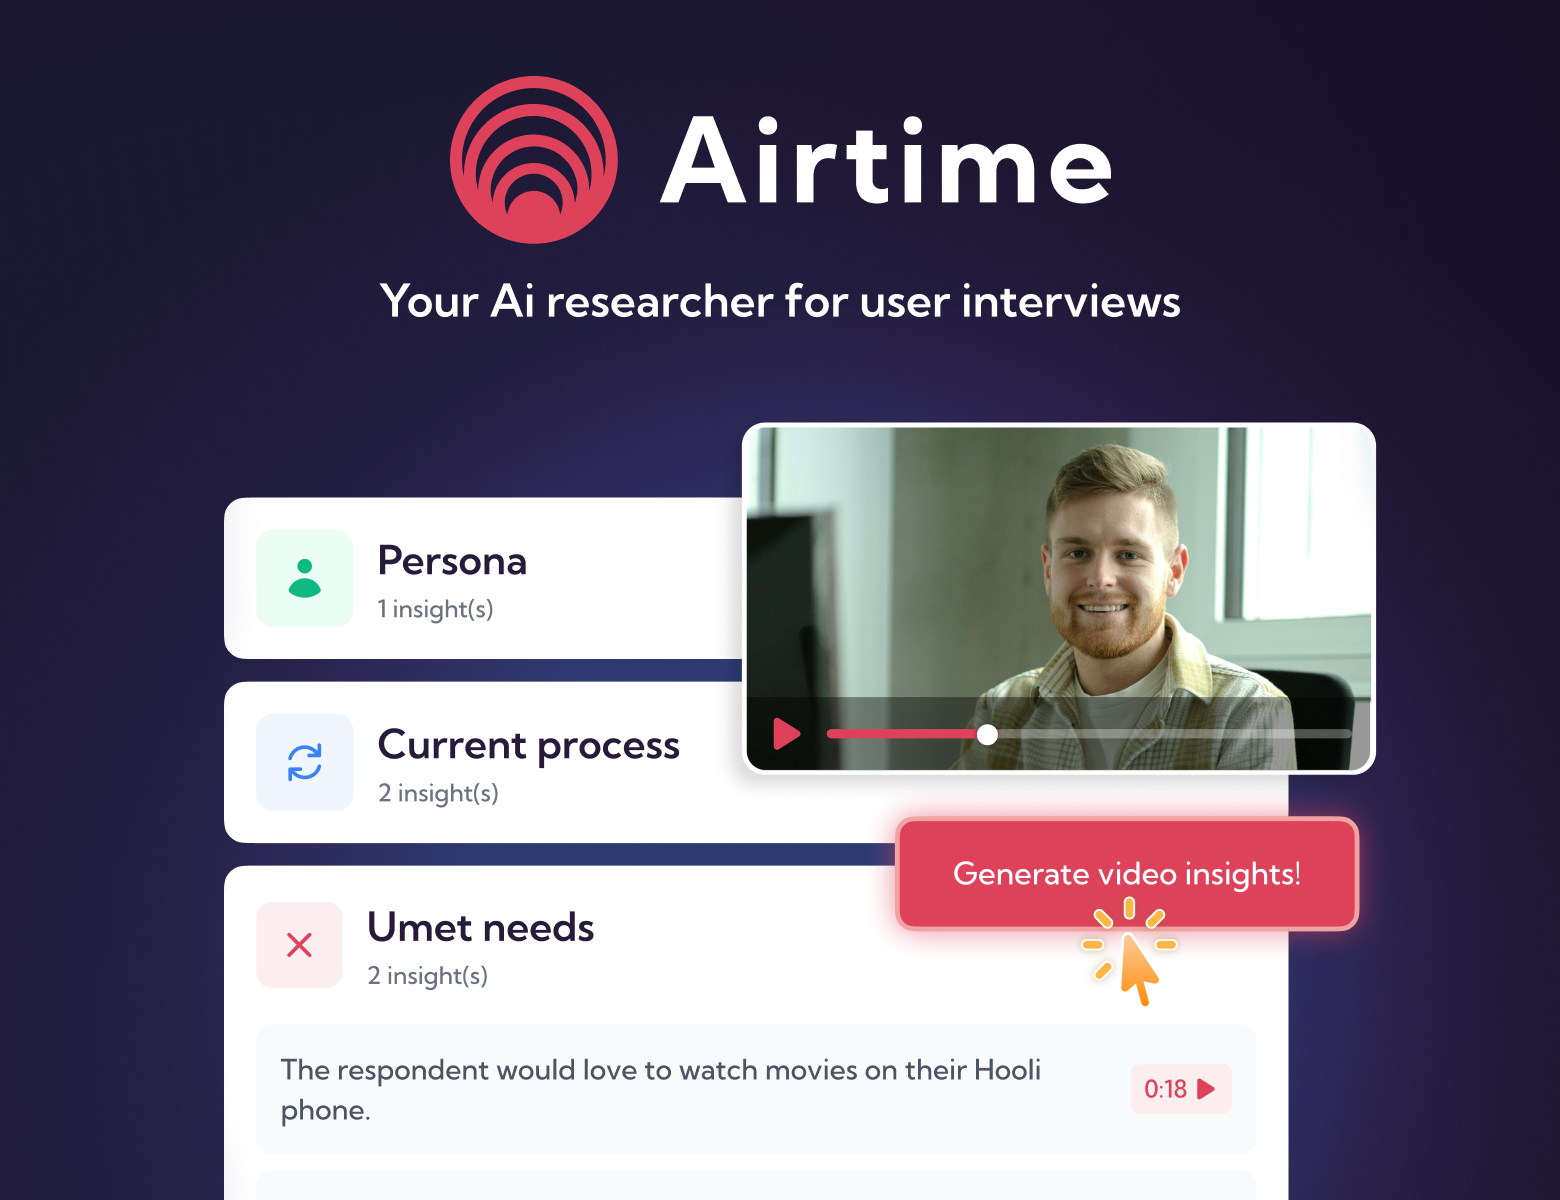 Airtime
Your Ai researcher for user interviews
Persona
1 insight(s)
Current process
2 insight(s)
Generate video insights!
Umet needs
2 insight(s)
The respondent would love to watch movies on their Hooli
phone.
0:18